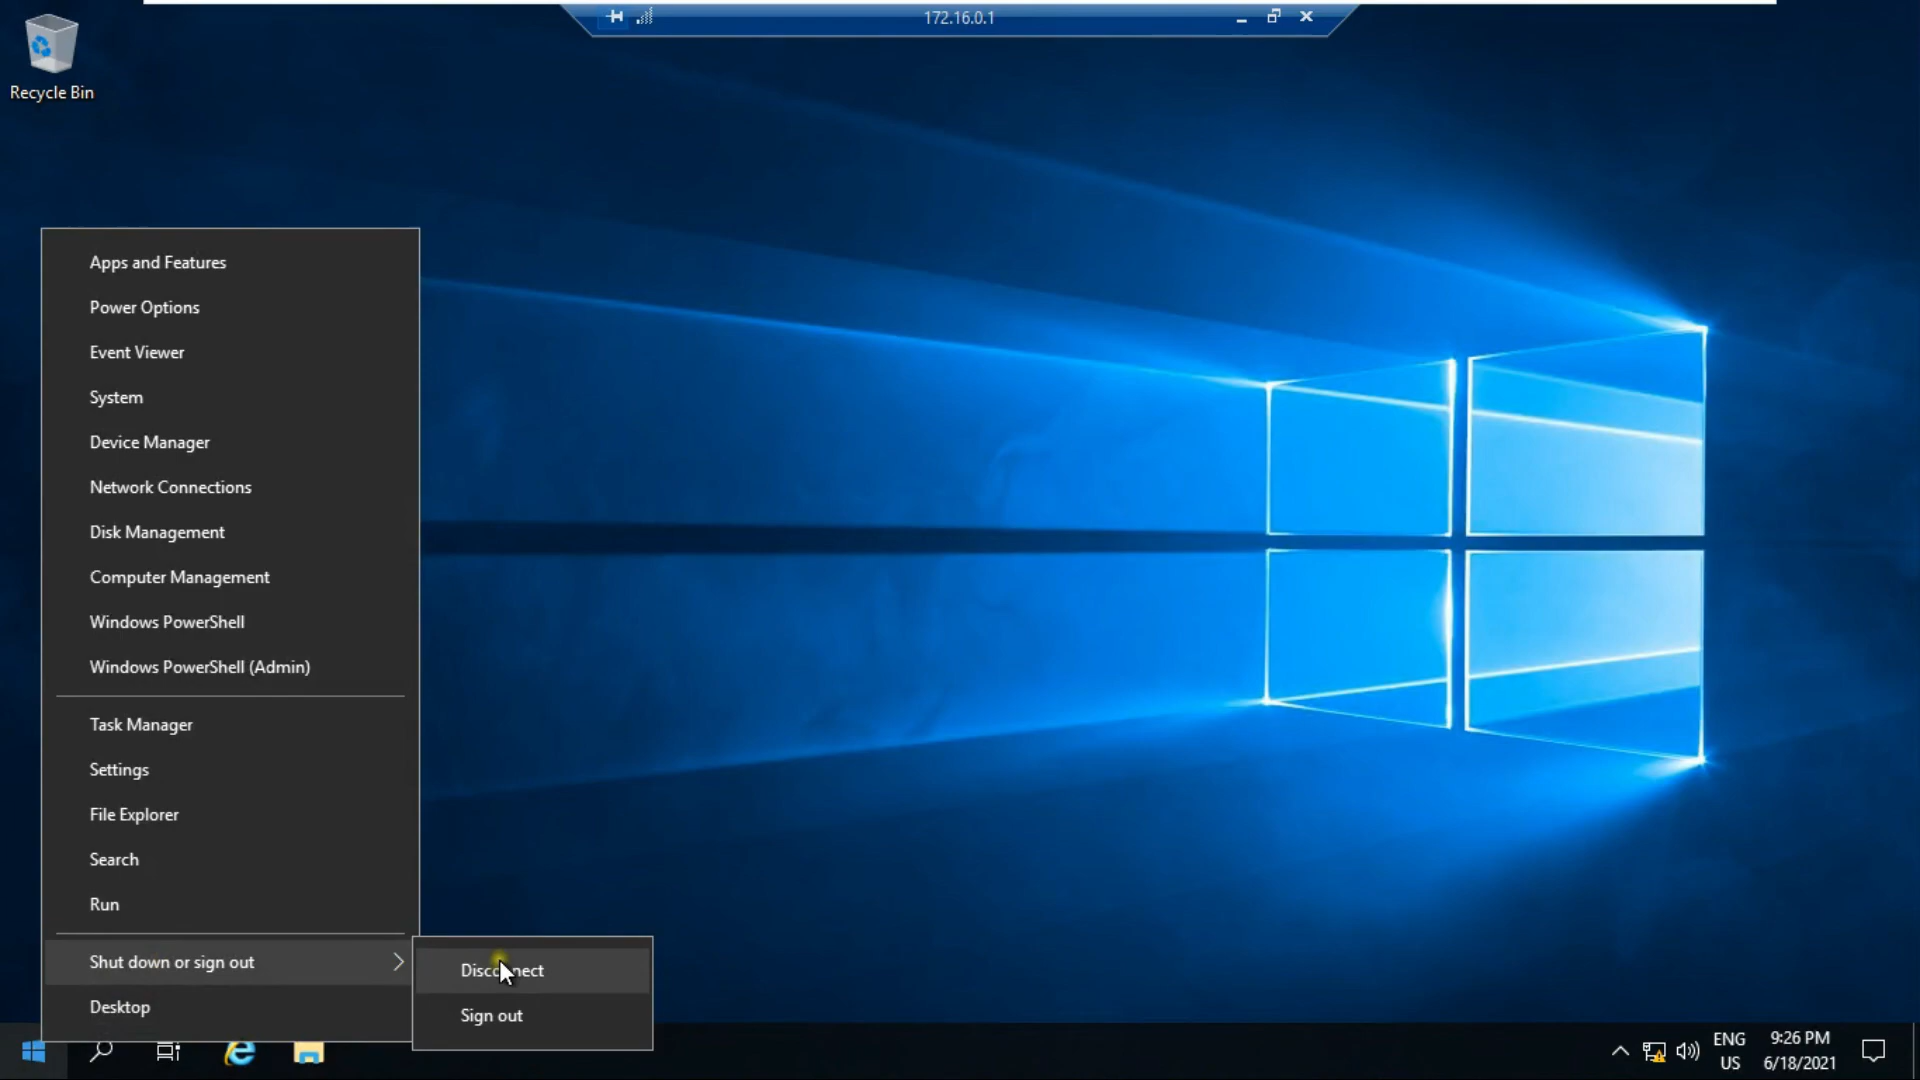 172.16.0.1
Recycle Bin
Apps and Features
Power Options
Event Viewer
System
Device Manager
Network Connections
Disk Management
Computer Management
Windows PowerShell
Windows PowerShell (Admin)
Task Manager
Settings
File Explorer
Search
Run
Shut down or sign out
Desktop
Disconnect
Sign out
ENG
US
9:26 PM
6/18/2021